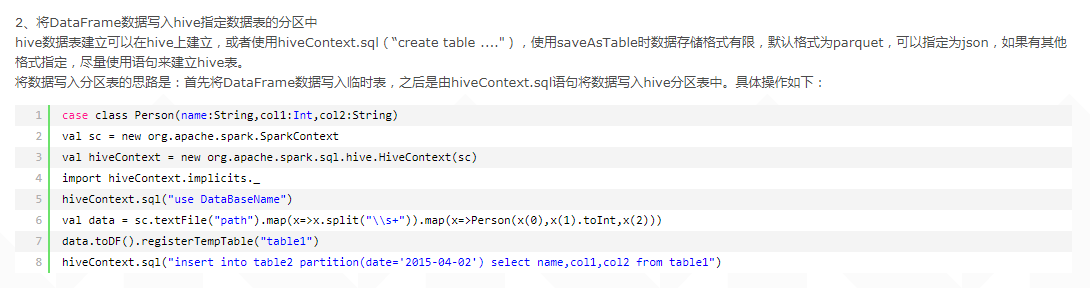 2、将DataFrame数据写入hive指定数据表的分区中
hive数据表建立可以在hive上建立，或者使用hiveContext.sql（“create table ....")，使用saveAsTable时数据存储格式有限，默认格式为parquet，可以指定为json，如果有其他
格式指定，尽量使用语句来建立hive表。
将数据写入分区表的思路是：首先将DataFrame数据写入临时表，之后是由hiveContext.sql语句将数据写入hive分区表中。具体操作如下：
1 case class Person(name:String,col1:Int,col2:String)
2 val sc = new org.apache.spark.SparkContext
3 val hiveContext = new org.apache.spark.sql.hive.HiveContext(sc)
4 import hiveContext.implicits._
5 hiveContext.sql("use DataBaseName")
6 val data = sc.textFile("path").map(x=>x.split("\\s+")).map(x=>Person(x(0),x(1).toInt,x(2)))
7 data.toDF().registerTempTable("table1")
8 hiveContext.sql("insert into table2 partition(date='2015-04-02') select name,col1,col2 from table1")